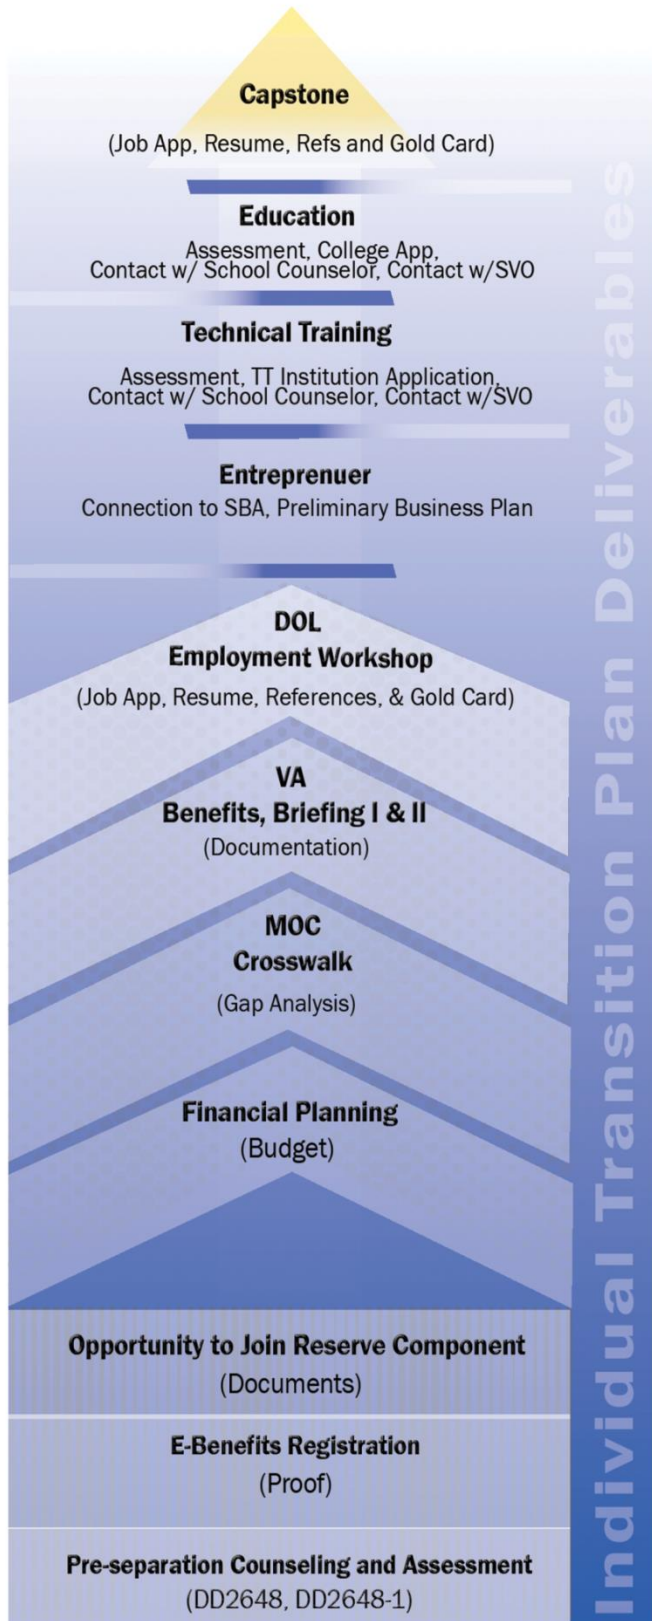 Capstone
(Job App, Resume, Refs and Gold Card)
Education
Assessment, College App,
Contact w/ School Counselor, Contact w/SVO
Technical Training
Assessment, TT Institution Application,
Contact w/ School Counselor, Contact w/SVO
Entreprenuer
Connection to SBA, Preliminary Business Plan
DOL
Employment Workshop
(Job App, Resume, References, & Gold Card)
VA
Benefits, Briefing I & II
(Documentation)
MOC
Crosswalk
(Gap Analysis)
Financial Planning
(Budget)
Opportunity to Join Reserve Component
(Documents)
E-Benefits Registration
(Proof)
Pre-separation Counseling and Assessment
(DD2648, DD2648-1)
Individual Transition Plan Deliverables